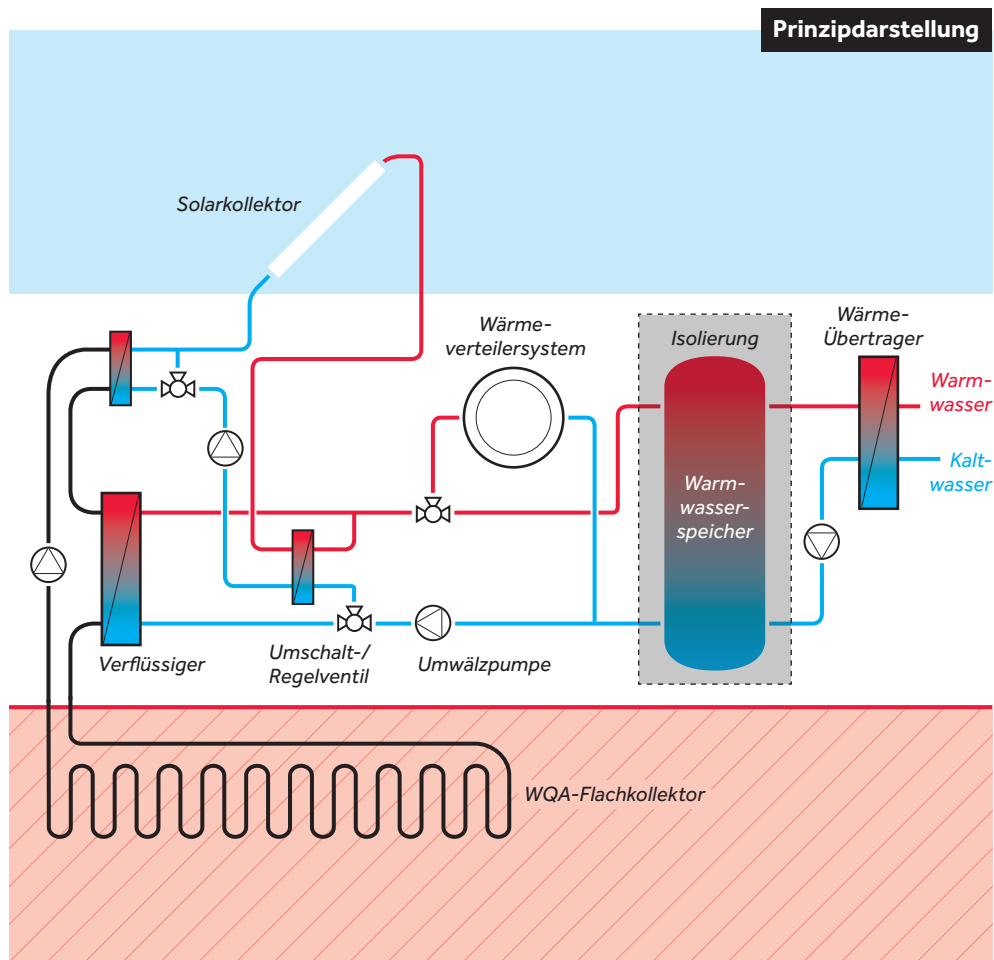 Prinzipdarstellung
Solarkollektor
Wärme-
verteilersystem
Isolierung
Wärme-
Übertrager
Warm-
wasser
Kalt-
wasser
Warm-
wasser-
speicher
Verflüssiger
Umschalt-/
Regelventil
Umwälzpumpe
WQA-Flachkollektor